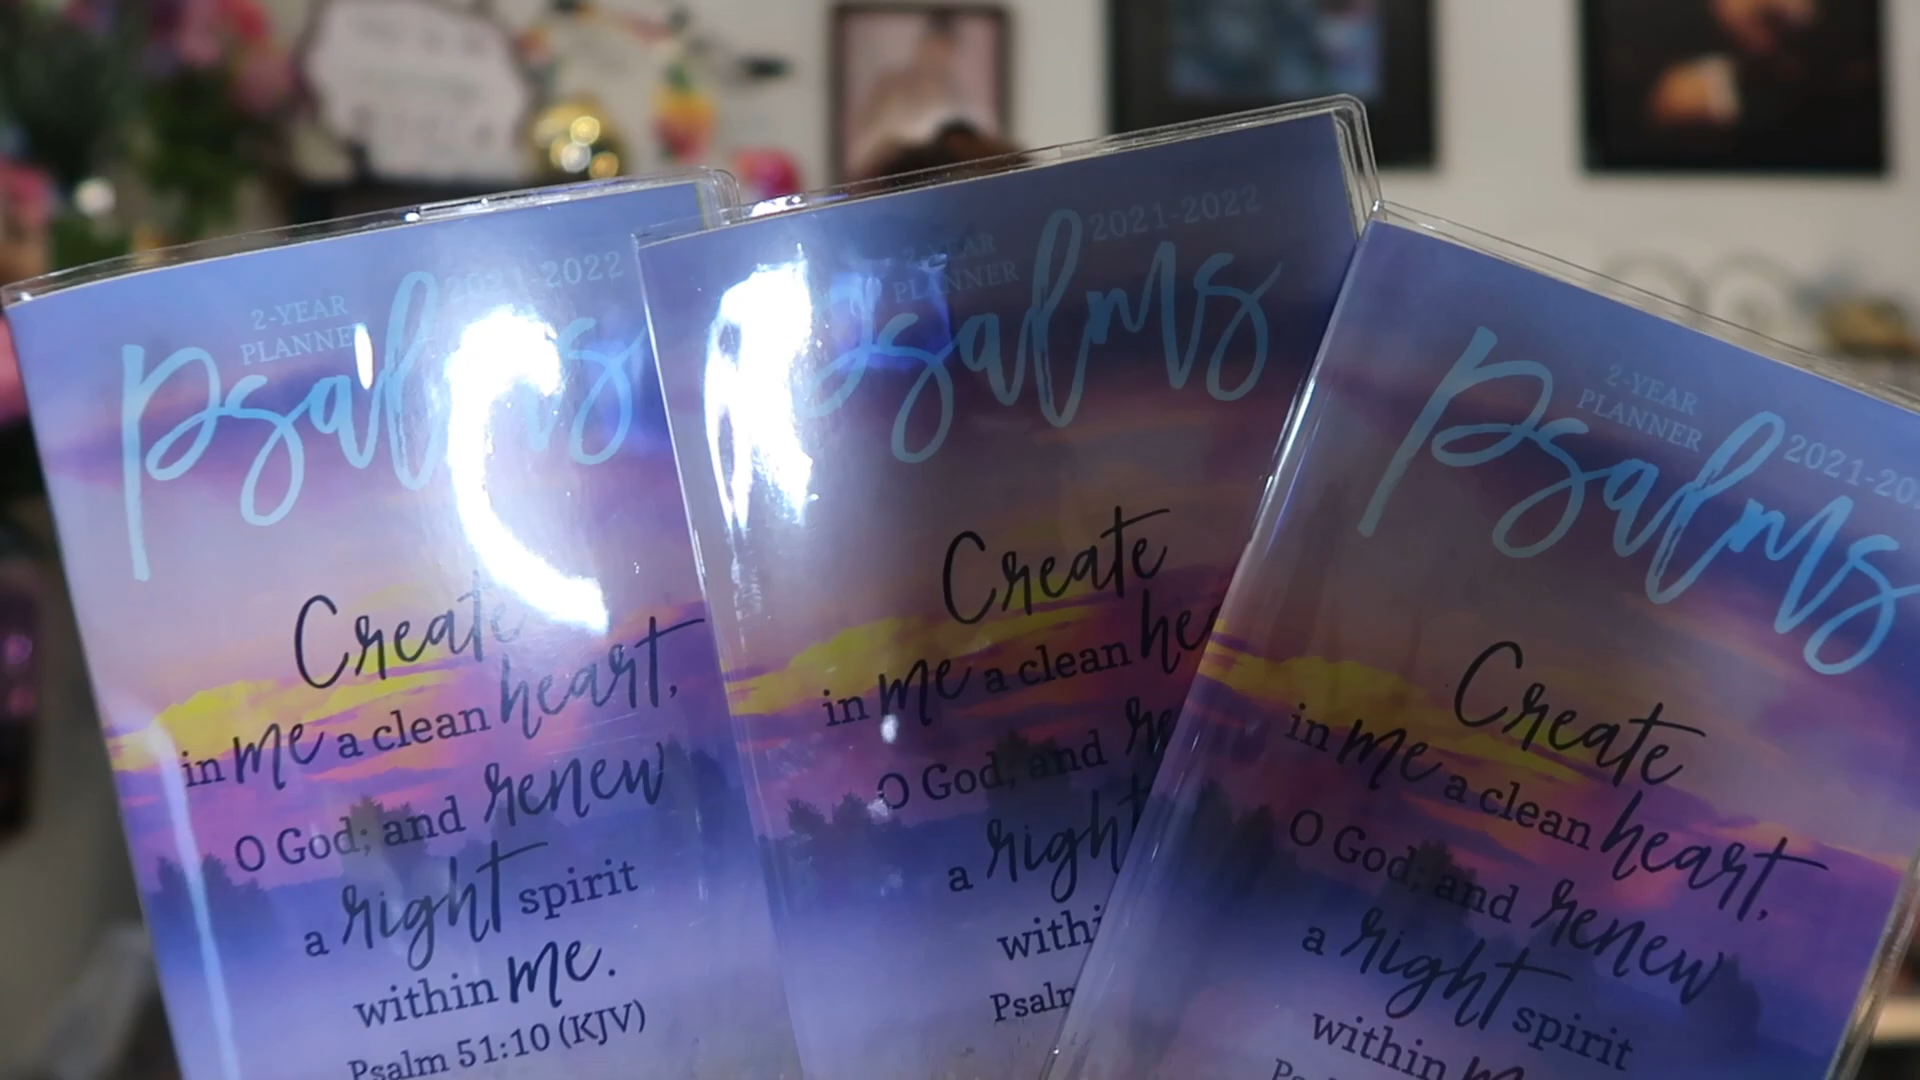 2-YEAR
PLANNER
2021-2022
Psalms
Create
in me a clean heart,
O God; and renew
a right spirit
within me.
Psalm 51:10 (KJV)
2-YEAR
PLANNER
2021-2022
Psalms
Create
in me a clean
O God; and
a
Psalms
2-YEAR
PLANNER
Create
in me a clean heart,
O God; and renew
a right spirit
within